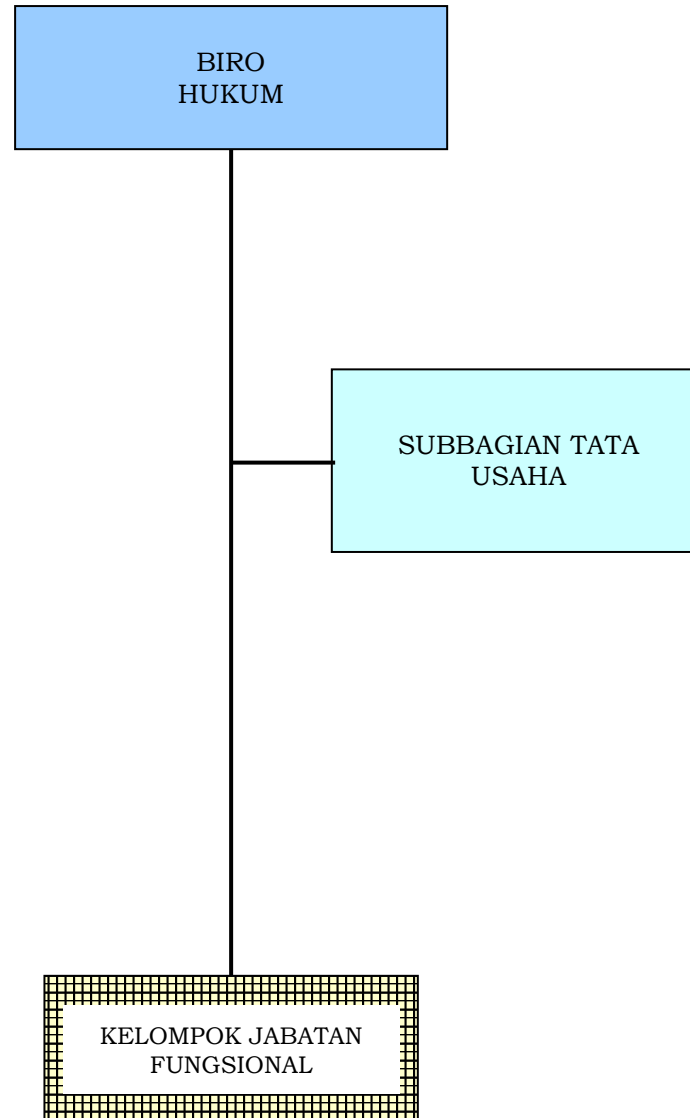 BIRO
HUKUM
SUBBAGIAN TATA
USAHA
KELOMPOK JABATAN
FUNGSIONAL